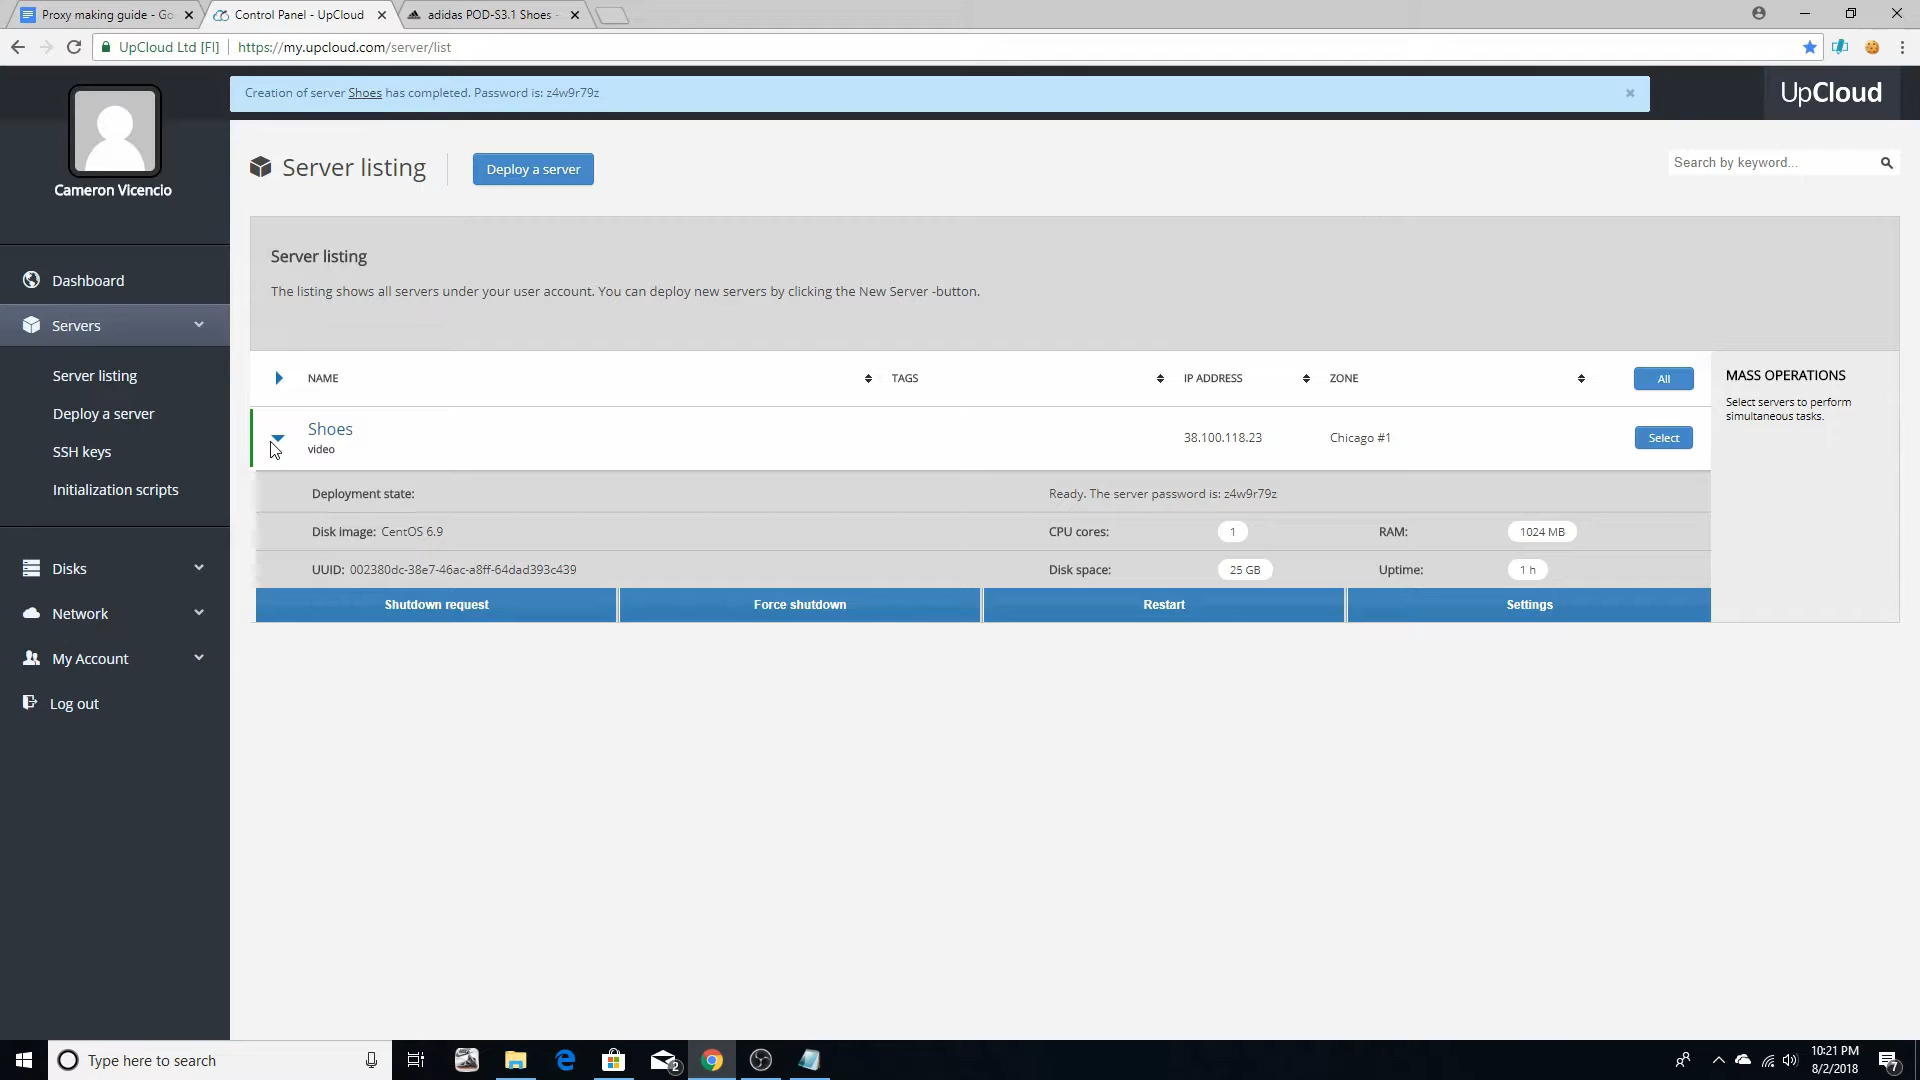 Proxy making guide - Go
Control Panel - UpCloud
adidas POD-S3.1 Shoes -
UpCloud Ltd [FI]
https://my.upcloud.com/server/list
Creation of server Shoes has completed. Password is: z4w9r79z
UpCloud
Cameron Vicencio
Server listing
Deploy a server
Search by keyword...
Dashboard
Servers
Server listing
Deploy a server
SSH keys
Initialization scripts
Disks
Network
My Account
Log out
Server listing
The listing shows all servers under your user account. You can deploy new servers by clicking the New Server -button.
NAME
TAGS
IP ADDRESS
ZONE
All
MASS OPERATIONS
Select servers to perform
simultaneous tasks.
Shoes
video
38.100.118.23
Chicago #1
Select
Deployment state:
Ready. The server password is: z4w9r79z
Disk image: CentOS 6.9
CPU cores:
1
RAM:
1024 MB
UUID: 002380dc-38e7-46ac-a8ff-64dad393c439
Disk space:
25 GB
Uptime:
1 h
Shutdown request
Force shutdown
Restart
Settings
Type here to search
2
10:21 PM
8/2/2018
7